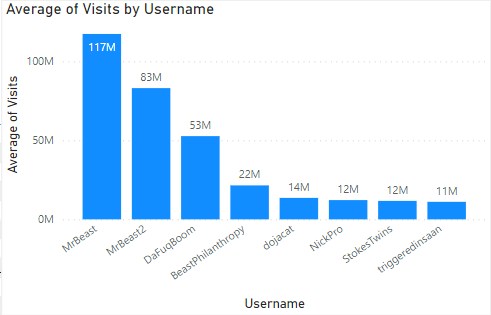 Average of Visits by Username
Average of Visits
100M
50M
0M
117M
83M
53M
22M
14M
12M
12M
11M
MrBeast
MrBeast2
DaFuqBoom
BeastPhilanthropy
dojacat
NickPro
StokesTwins
triggeredinsaan
Username